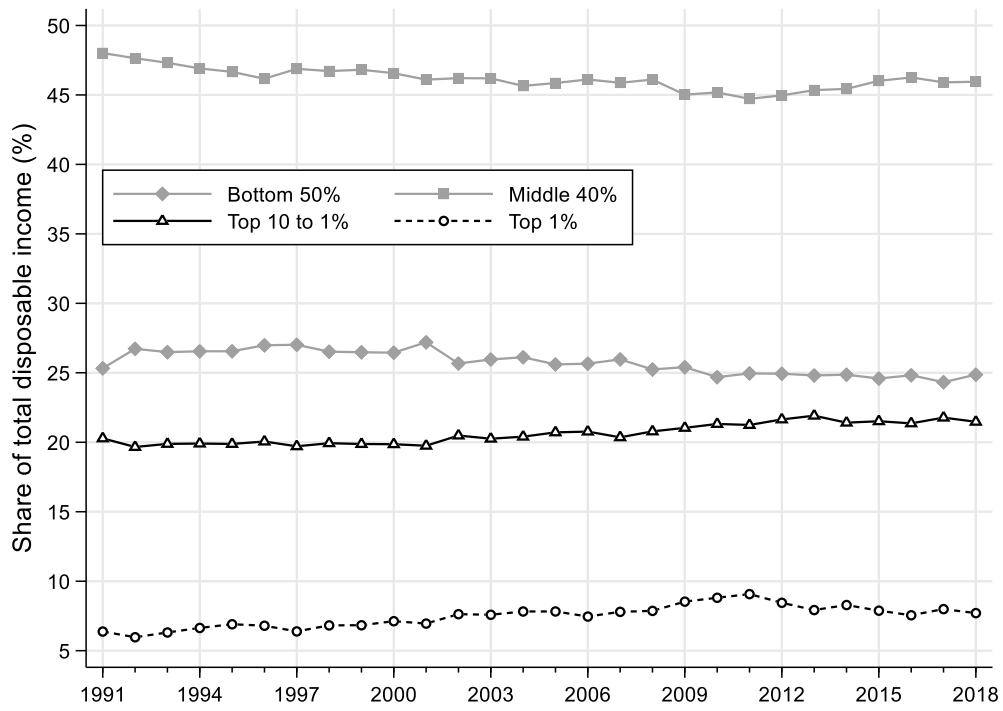 Share of total disposable income (%)
50
45
40
35
30
25
20
15
10
5
Bottom 50% Middle 40%
Top 10 to 1% Top 1%
1991 1994 1997 2000 2003 2006 2009 2012 2015 2018